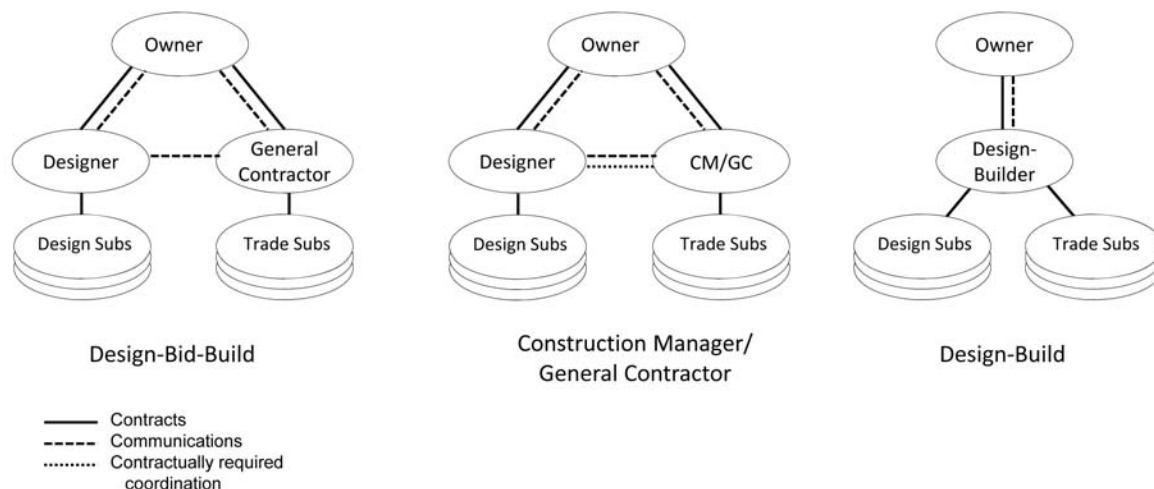 Owner
Designer
General
Contractor
Design Subs
Trade Subs
Design-Bid-Build
Owner
Designer
CM/GC
Design Subs
Trade Subs
Construction Manager/
General Contractor
Owner
Design-
Builder
Design Subs
Trade Subs
Design-Build
Contracts
Communications
Contractually required
coordination